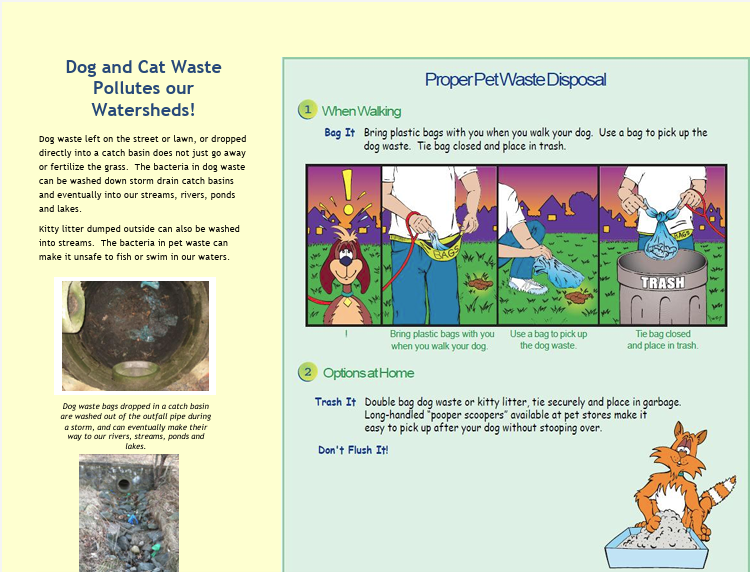 Dog and Cat Waste
Pollutes our
Watersheds!
Dog waste left on the street or lawn, or dropped
directly into a catch basin does not just go away
or fertilize the grass.  The bacteria in dog waste
can be washed down storm drain catch basins
and eventually into our streams, rivers, ponds
and lakes.
Kitty litter dumped outside can also be washed
into streams.  The bacteria in pet waste can
make it unsafe to fish or swim in our waters.
Dog waste bags dropped in a catch basin
are washed out of the outfall pipe during
a storm, and can eventually make their
way to our rivers, streams, ponds and
lakes.
Proper Pet Waste Disposal
1 When Walking
Bag It Bring plastic bags with you when you walk your dog.  Use a bag to pick up the
dog waste.  Tie bag closed and place in trash.
!
BAGS
BAGS
TRASH
!
Bring plastic bags with you
when you walk your dog.
Use a bag to pick up
the dog waste.
Tie bag closed
and place in trash.
2 Options at Home
Trash It Double bag dog waste or kitty litter, tie securely and place in garbage.
Long-handled "pooper scoopers" available at pet stores make it
easy to pick up after your dog without stooping over.
Don't Flush It!